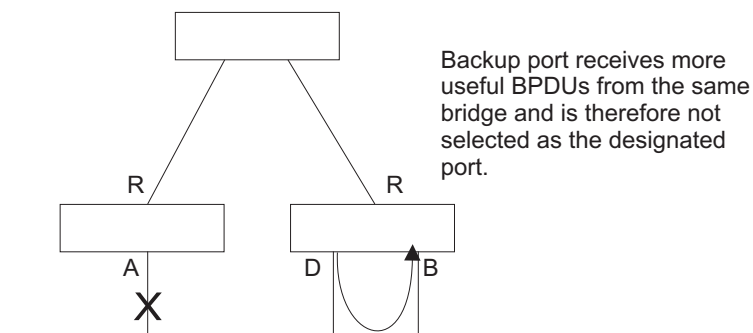 Backup port receives more
useful BPDUs from the same
bridge and is therefore not
selected as the designated
port.
R
R
A
D
B
X